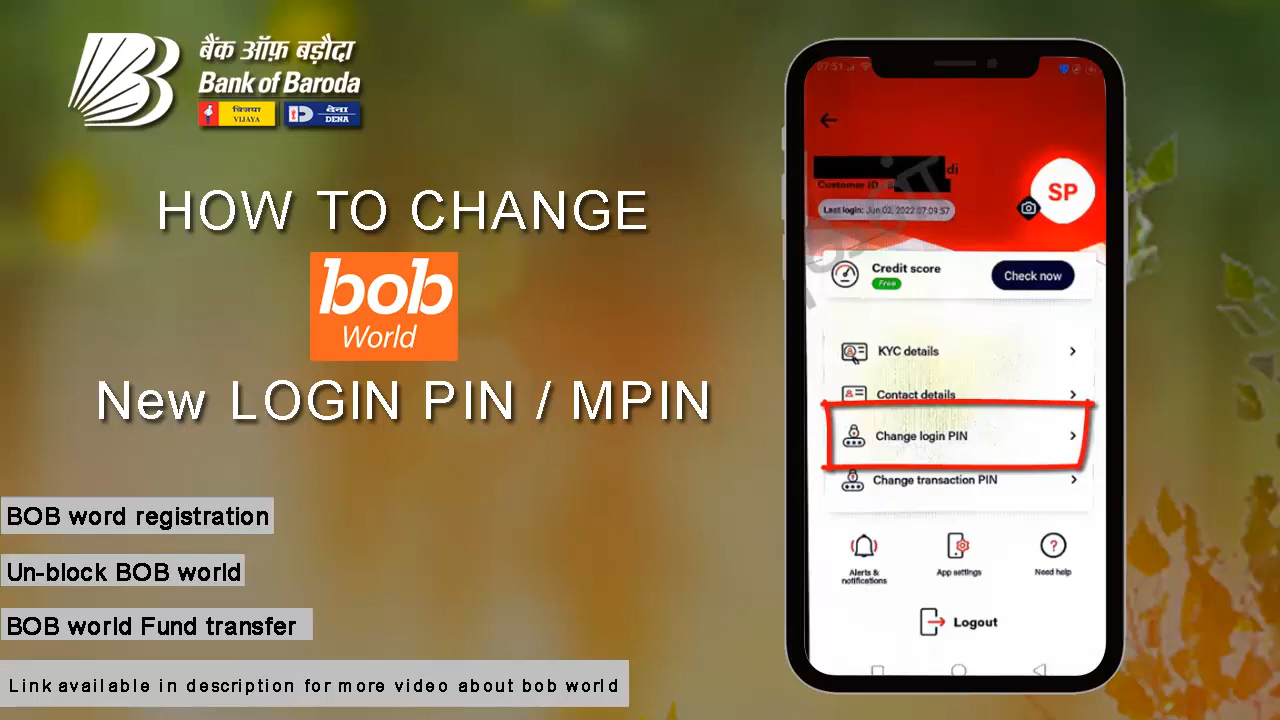 बैंक ऑफ़ बड़ौदा
Bank of Baroda
विजया
VIJAYA
देना
DENA
HOW TO CHANGE
bob
World
New LOGIN PIN / MPIN
BOB word registration
Un-block BOB world
BOB world Fund transfer
Link available in description for more video about bob world
07:51
di
Customer ID :
Last login: Jun 02, 2022 07:09:57
SP
Credit score
Free
Check now
KYC details
Contact details
Change login PIN
Change transaction PIN
Alerts &
notifications
App settings
Need help
Logout